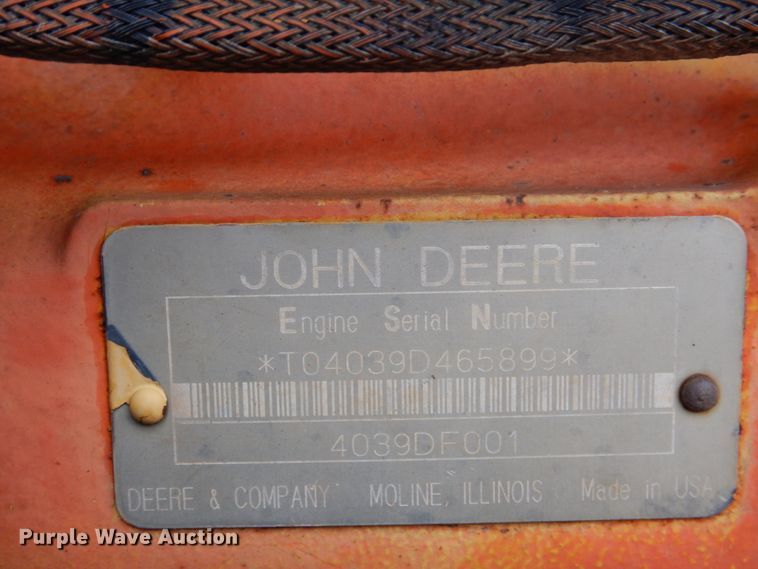 JOHN DEERE
Engine Serial Number
*T04039D465899*
4039DF001
DEERE & COMPANY MOLINE, ILLINOIS Made in USA
Purple Wave Auction